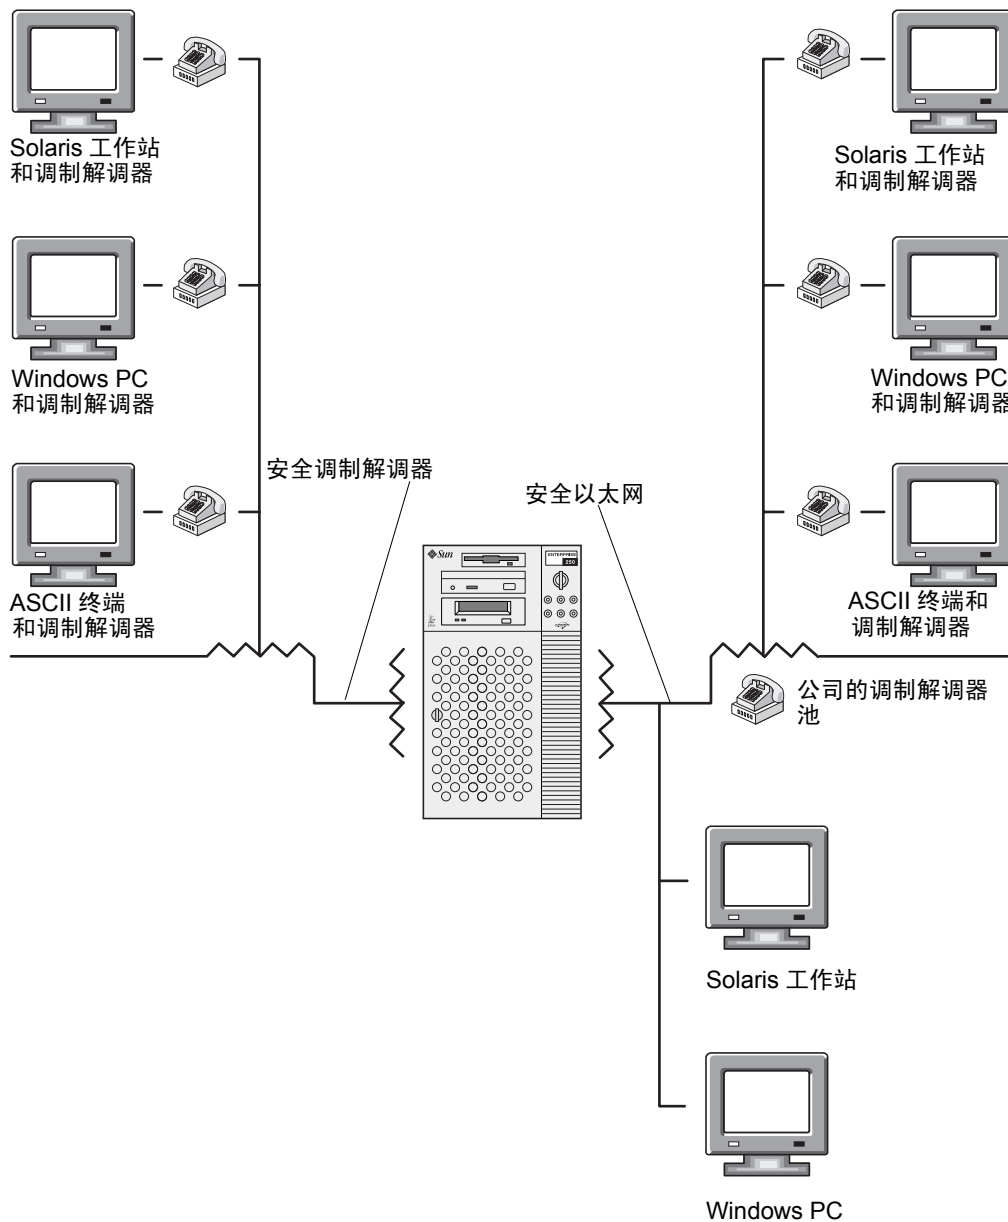 Solaris 工作站
和调制解调器
Solaris 工作站
和调制解调器
Windows PC
和调制解调器
Windows PC
和调制解调器
安全调制解调器
安全以太网
ASCII 终端
和调制解调器
Sun
ENTERPRISE
250
ASCII 终端和
调制解调器
公司的调制解调器
池
Solaris 工作站
Windows PC